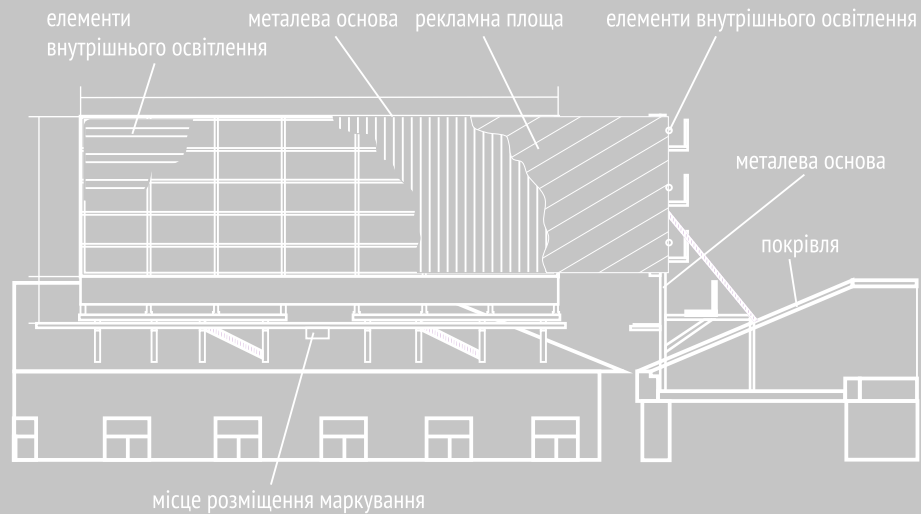 елементи
внутрішнього освітлення
металева основа
рекламна площа
елементи внутрішнього освітлення
металева основа
покрівля
місце розміщення маркування